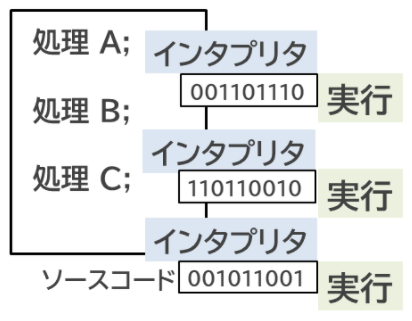 処理 A;
インタプリタ
001101110
実行
処理 B;
インタプリタ
110110010
実行
処理 C;
インタプリタ
001011001
実行
ソースコード